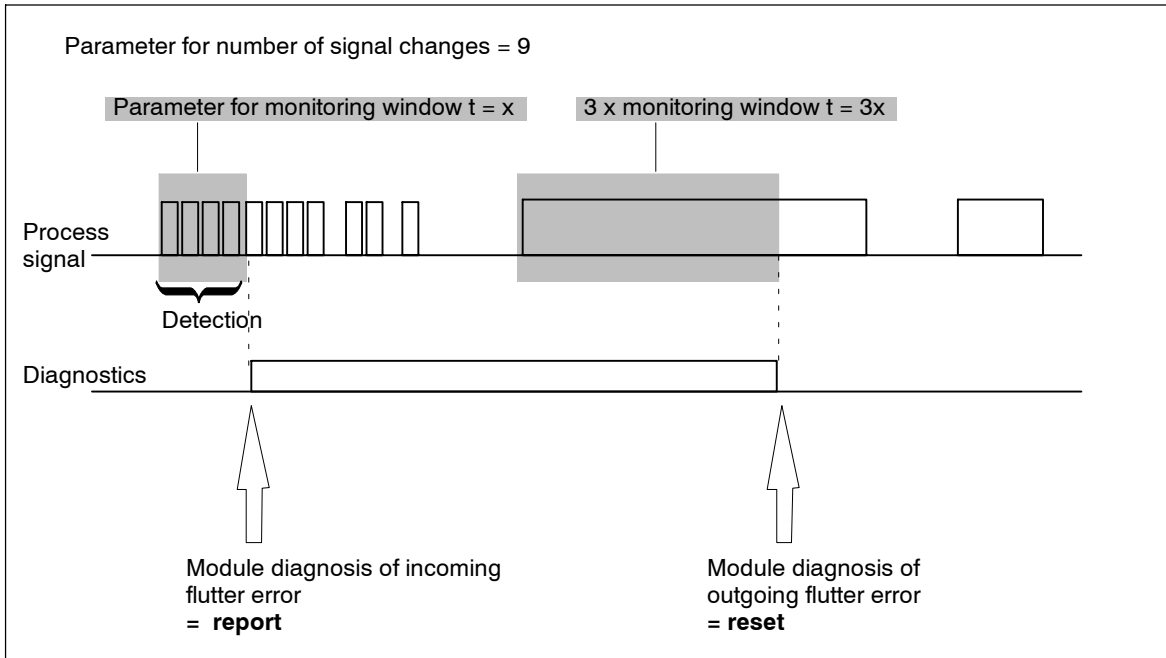 Parameter for number of signal changes = 9
Parameter for monitoring window t = x
3 x monitoring window t = 3x
Process
signal
Detection
Diagnostics
Module diagnosis of incoming
flutter error
= report
Module diagnosis of
outgoing flutter error
= reset